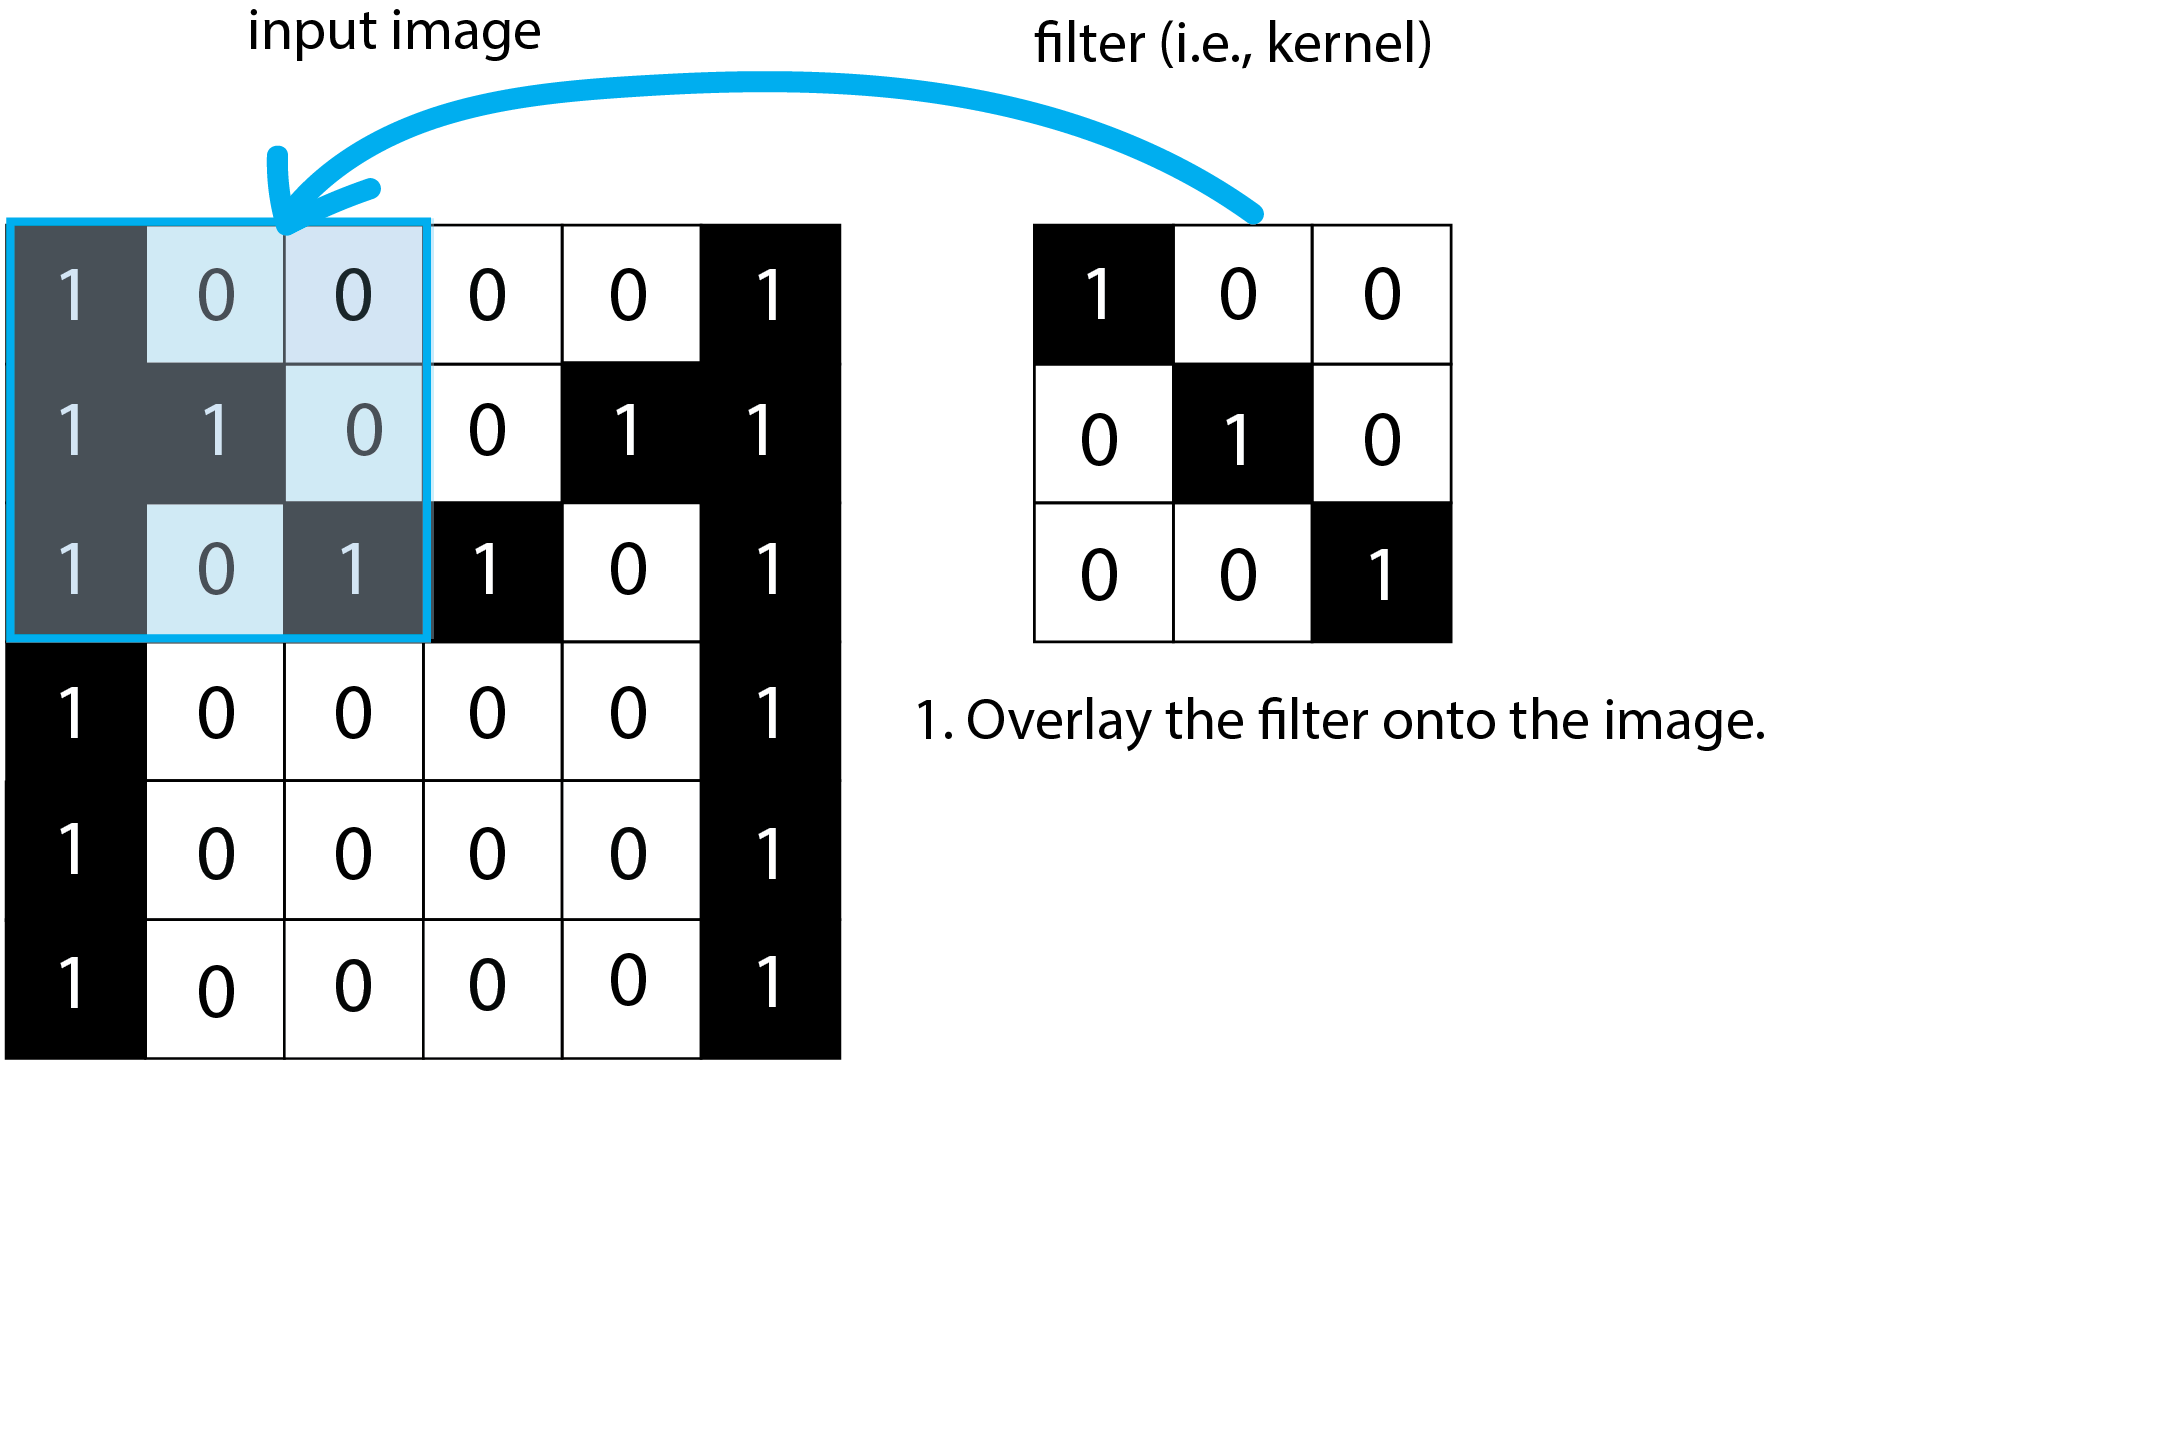 input image
filter (i.e., kernel)
1 0 0 0 0 1
1 1 0 0 1 1
1 0 1 1 0 1
1 0 0 0 0 1
1 0 0 0 0 1
1 0 0 0 0 1
1 0 0
0 1 0
0 0 1
1. Overlay the filter onto the image.